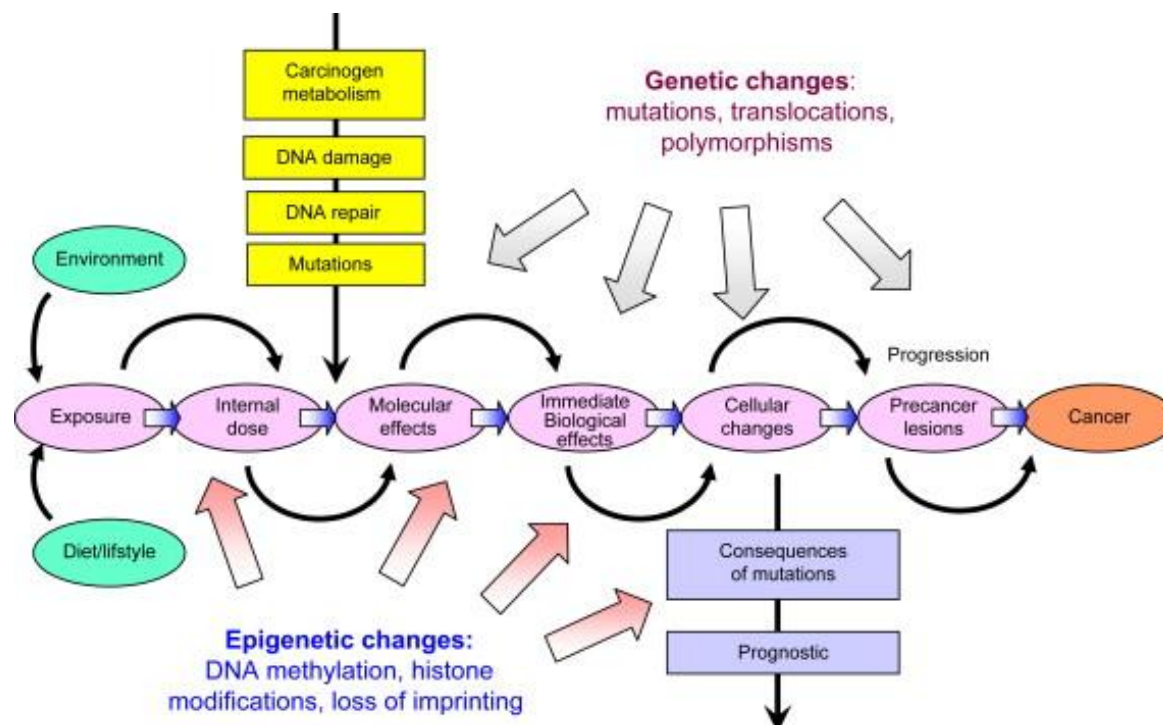 Carcinogen
metabolism
DNA damage
DNA repair
Mutations
Genetic changes:
mutations, translocations,
polymorphisms
Environment
Progression
Exposure
Internal
dose
Molecular
effects
Immediate
Biological
effects
Cellular
changes
Precancer
lesions
Cancer
Diet/lifstyle
Consequences
of mutations
Prognostic
Epigenetic changes:
DNA methylation, histone
modifications, loss of imprinting